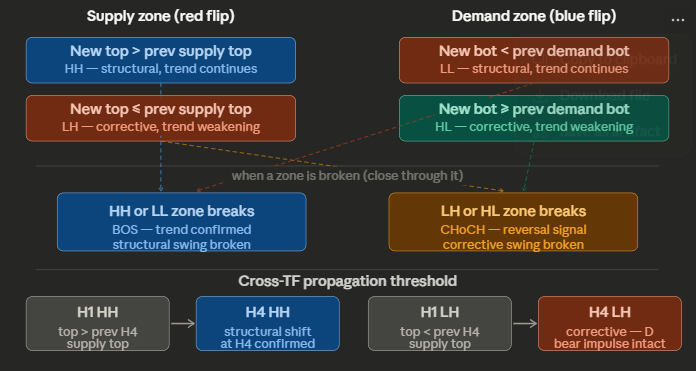 Supply zone (red flip)
Demand zone (blue flip)
New top > prev supply top
HH — structural, trend continues
New bot < prev demand bot
LL — structural, trend continues
New top ≤ prev supply top
LH — corrective, trend weakening
New bot ≥ prev demand bot
HL — corrective, trend weakening
when a zone is broken (close through it)
HH or LL zone breaks
BOS — trend confirmed
structural swing broken
LH or HL zone breaks
CHoCH — reversal signal
corrective swing broken
Cross-TF propagation threshold
H1 HH
top > prev H4
supply top
H4 HH
structural shift
at H4 confirmed
H1 LH
top < prev H4
supply top
H4 LH
corrective — D
bear impulse intact